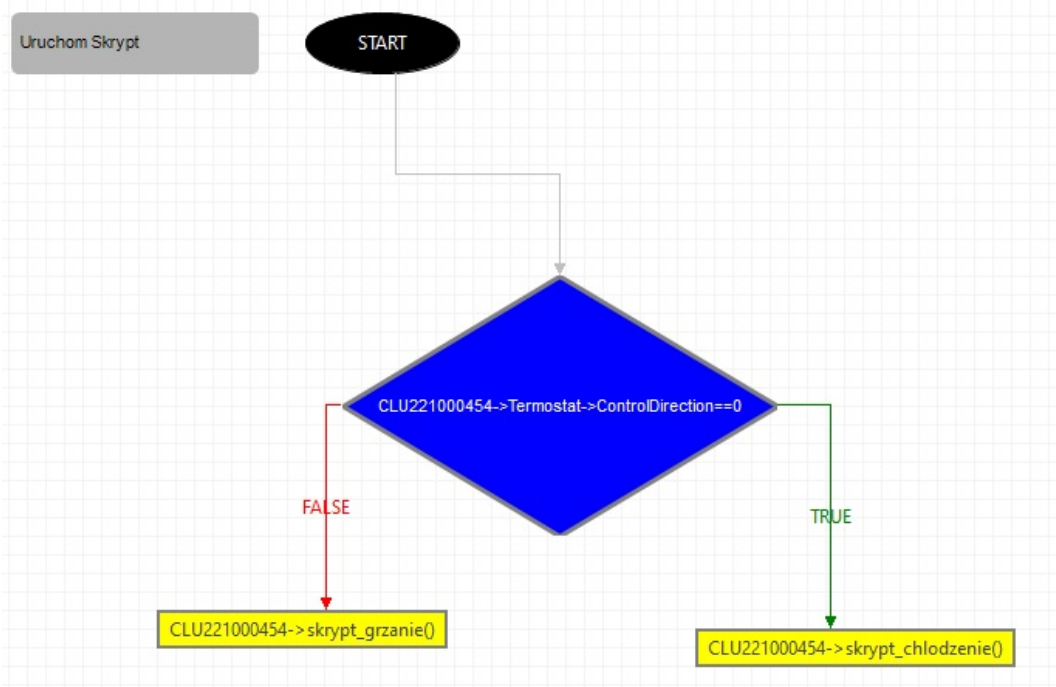 Uruchom Skrypt
START
CLU221000454->Termostat->ControlDirection==0
FALSE
TRUE
CLU221000454->skrypt_grzanie()
CLU221000454->skrypt_chlodzenie()